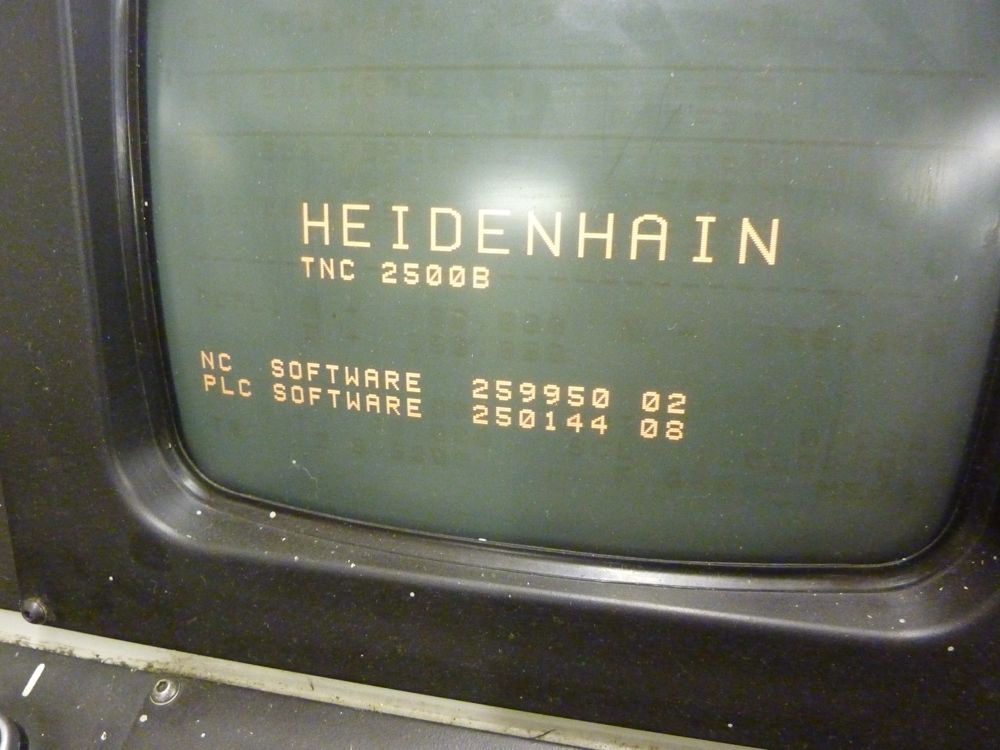 HEIDENHAIN
TNC 2500B
NC SOFTWARE 259950 02
PLC SOFTWARE 250144 08